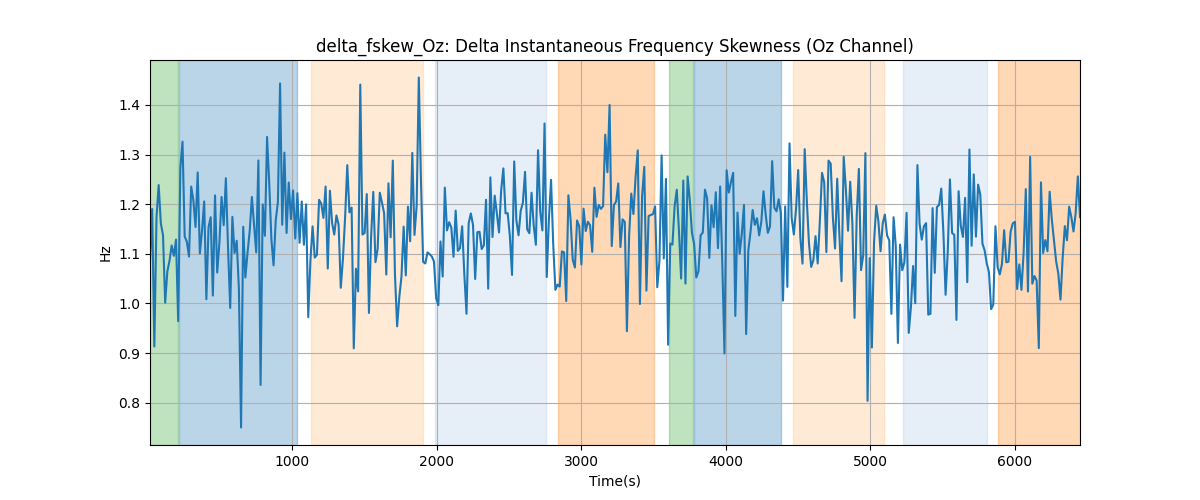 delta_fskew_Oz: Delta Instantaneous Frequency Skewness (Oz Channel)
Hz
1.4
1.3
1.2
1.1
1.0
0.9
0.8
1000 2000 3000 4000 5000 6000
Time(s)